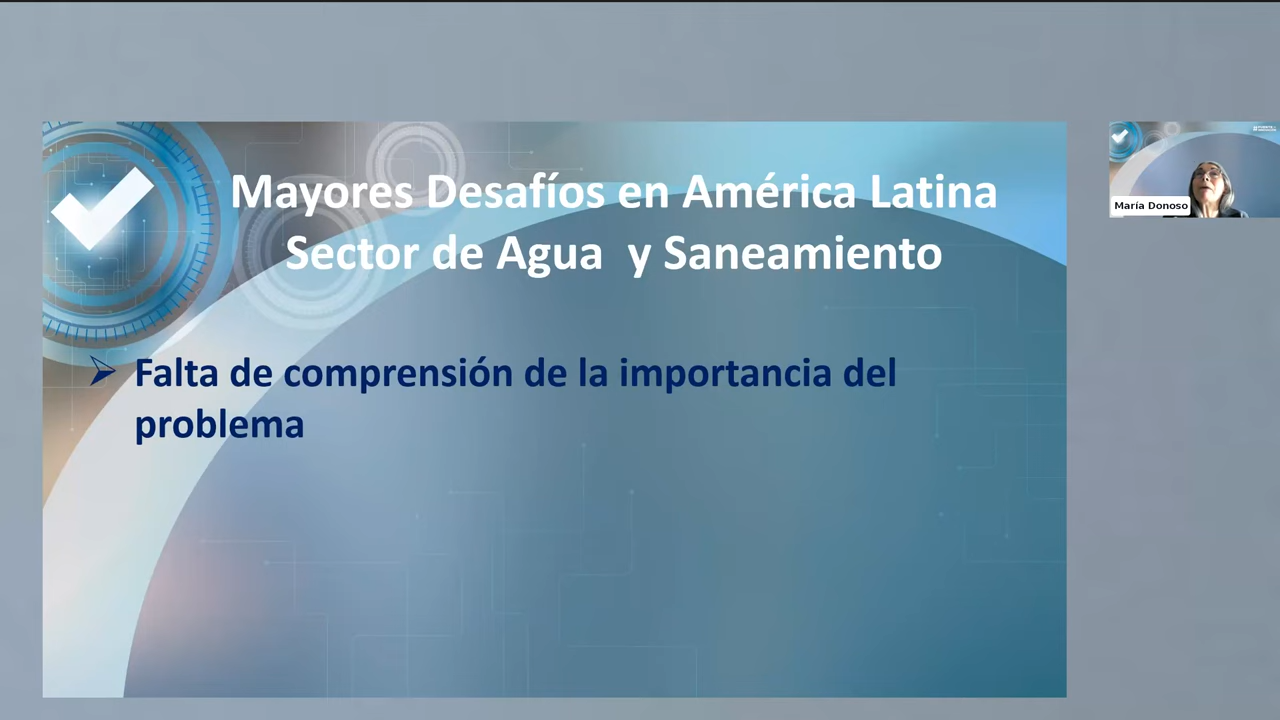 Mayores Desafíos en América Latina
Sector de Agua y Saneamiento
Falta de comprensión de la importancia del
problema
María Donoso